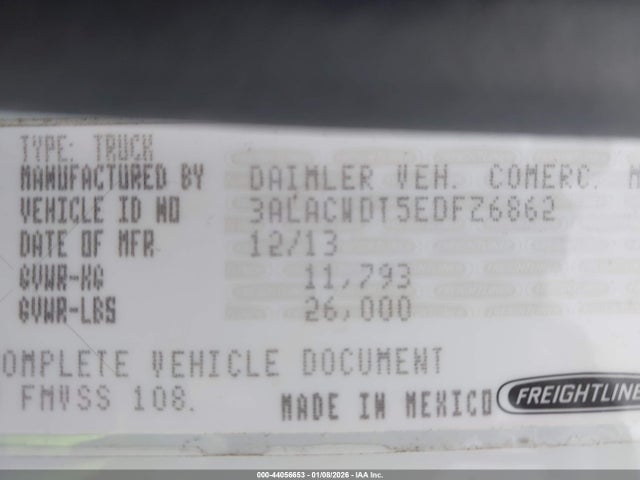 TYPE: TRUCK
MANUFACTURED BY DAIMLER VEH. COMERC. M
VEHICLE ID NO 3ALACWDT5EDFZ6862
DATE OF MFR 12/13
GVWR-KG 11,793
GVWR-LBS 26,000
OMPLETE VEHICLE DOCUMENT
FMVSS 108.
MADE IN MEXICO FREIGHTLINE
000-44056653 - 01/08/2026 - IAA Inc.